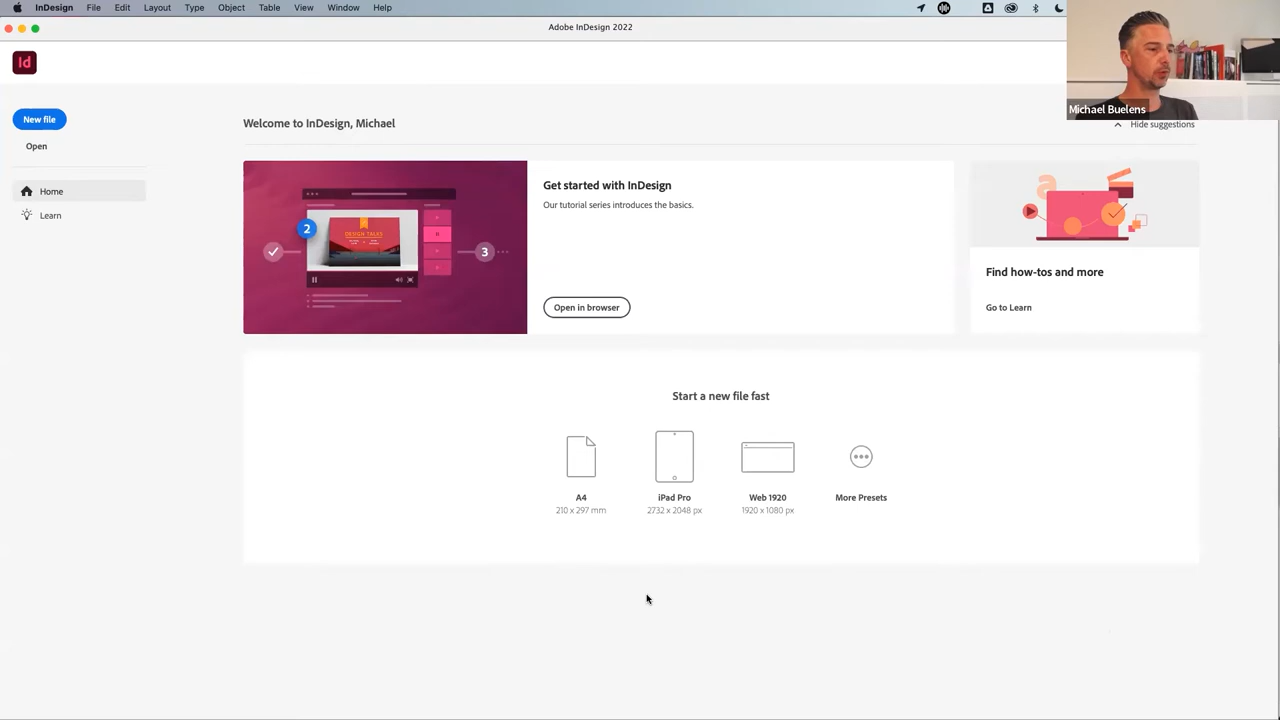 InDesign File Edit Layout Type Object Table View Window Help
Adobe InDesign 2022
Id
Michael Buelens
New file
Open
Home
Learn
Welcome to InDesign, Michael
Hide suggestions
2
3
DESIGN TALKS
Get started with InDesign
Our tutorial series introduces the basics.
Open in browser
Find how-tos and more
Go to Learn
Start a new file fast
A4
210 x 297 mm
iPad Pro
2732 x 2048 px
Web 1920
1920 x 1080 px
More Presets